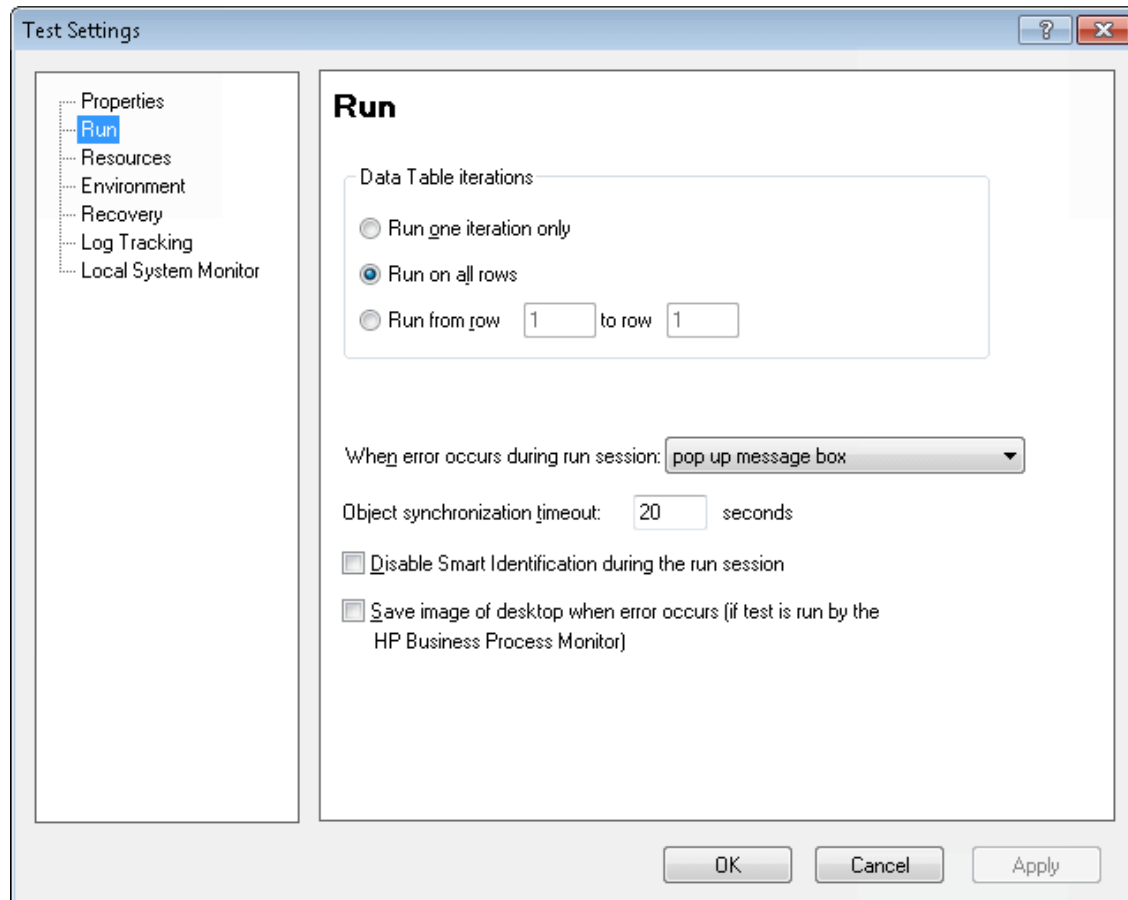 Test Settings
?
Properties
Run
Resources
Environment
Recovery
Log Tracking
Local System Monitor
Run
Data Table iterations
Run one iteration only
Run on all rows
Run from row 1 to row 1
When error occurs during run session: pop up message box
Object synchronization timeout: 20 seconds
Disable Smart Identification during the run session
Save image of desktop when error occurs (if test is run by the
HP Business Process Monitor)
OK Cancel Apply